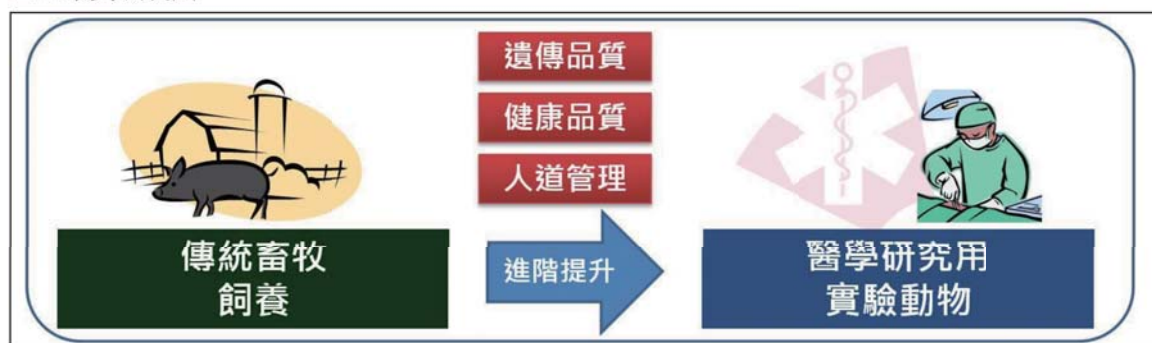 遺傳品質
健康品質
人道管理
傳統畜牧
飼養
進階提升
醫學研究用
實驗動物